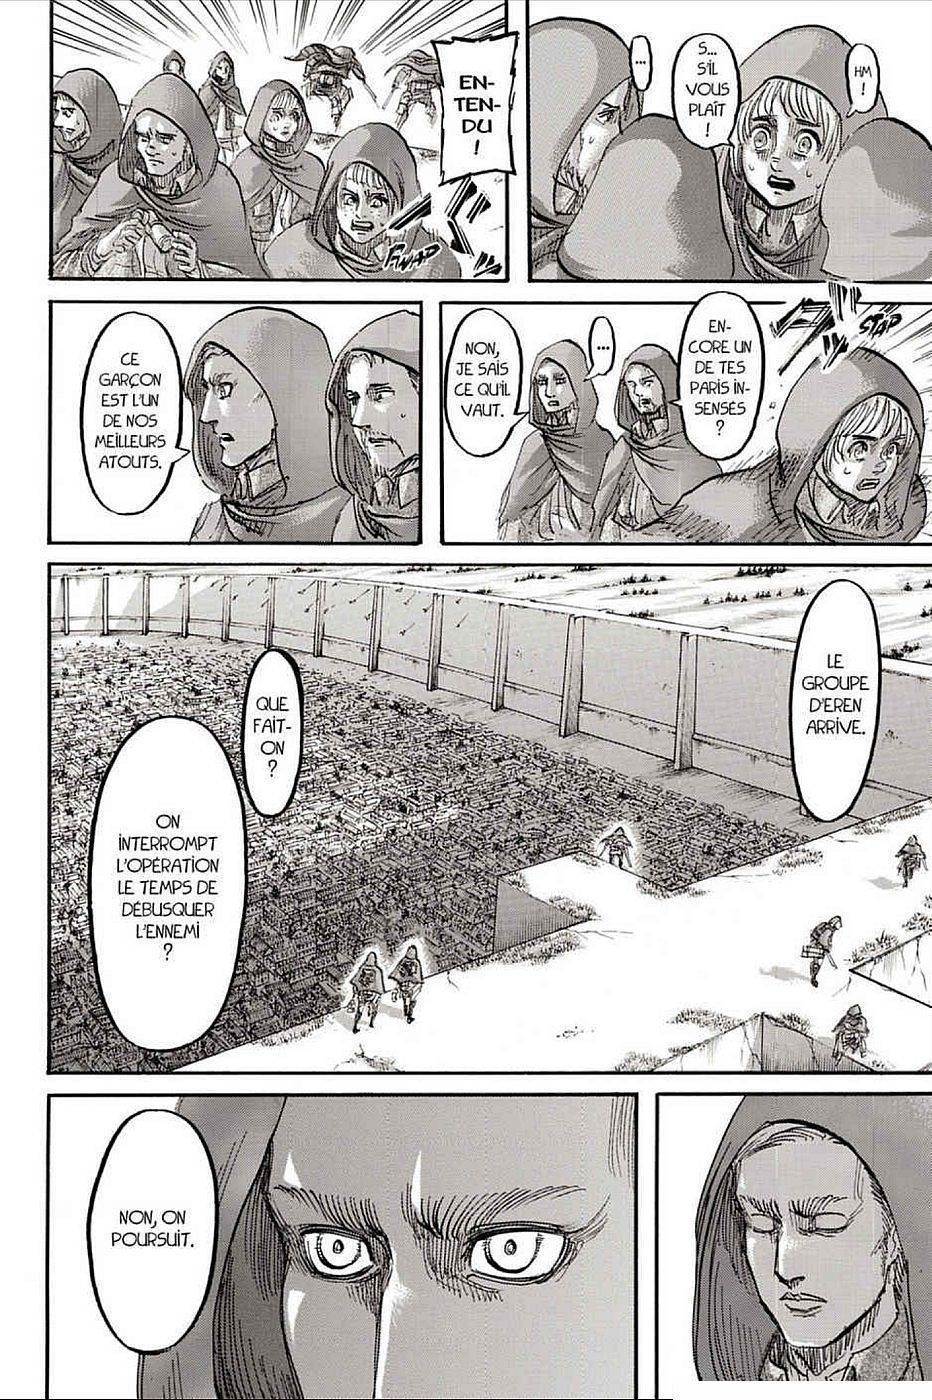 HM
!
S...
S'IL
VOUS
PLAÎT
!
...
EN-
TEN-
DU
!
FWAP
STAP
EN-
CORE UN
DE TES
PARIS IN-
SENSÉS
?
...
NON,
JE SAIS
CE QU'IL
VAUT.
CE
GARÇON
EST L'UN
DE NOS
MEILLEURS
ATOUTS.
LE
GROUPE
D'EREN
ARRIVE.
QUE
FAIT-
ON
?
ON
INTERROMPT
L'OPÉRATION
LE TEMPS DE
DÉBUSQUER
L'ENNEMI
?
NON, ON
POURSUIT.